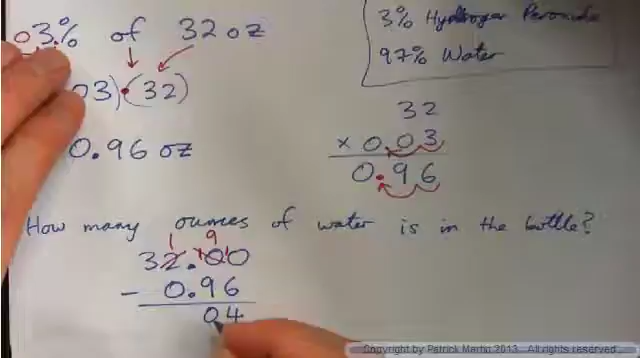 03.% of 32 oz
03) • (32)
0.96 oz
3% Hydrogen Peroxide
97% Water
32
× 0.03
0.96
How many ounces of water is in the bottle?
1 9
32.00
- 0.96
04
Copyright by Patrick Martin 2013 . All rights reserved.